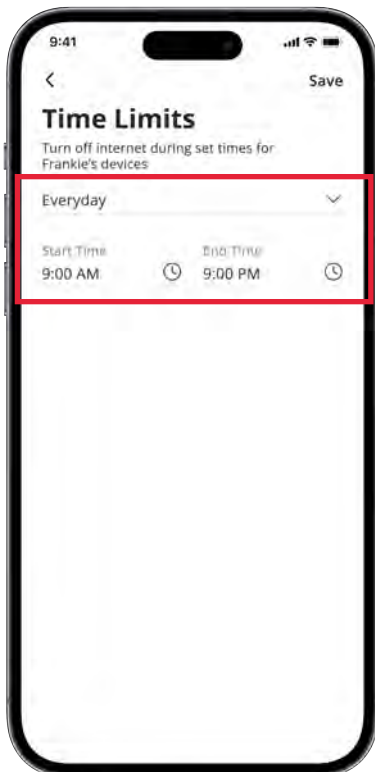 9:41
Save
Time Limits
Turn off internet during set times for
Frankie's devices
Everyday
Start Time End Time
9:00 AM 9:00 PM